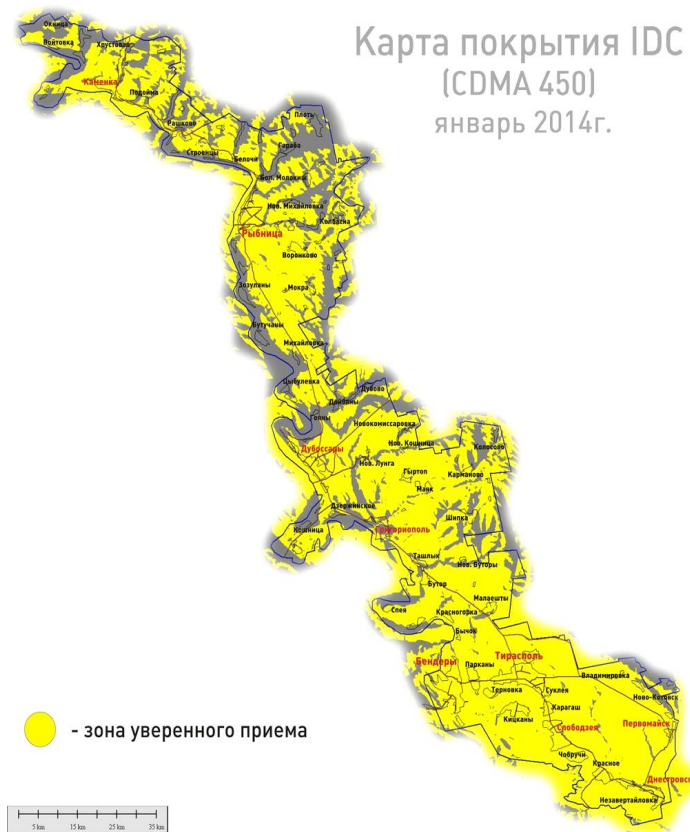 Карта покрытия IDC
(CDMA 450)
январь 2014г.
Окница
Войтовка
Хрустовая
Каменка
Подойма
Рашково
Строенцы
Белочи
Плоть
Гараба
Бол. Молокиш
Нов. Михайловка
Колбасна
Рыбница
Воронково
Зозуляны
Мокра
Бутучаны
Михайловка
Цыбулевка
Дубово
Дойбаны
Гояны
Новокомиссаровка
Нов. Кошница
Колосово
Дубоссары
Нов. Лунга
Гыртоп
Карманово
Маяк
Дзержинское
Шипка
Кошница
Григориополь
Ташлык
Нов. Буторы
Бутор
Малаешты
Спея
Красногорка
Бычок
Тирасполь
Бендеры
Парканы
Владимировка
Терновка
Суклея
Ново-Котовск
Карагаш
Кицканы
Слободзея
Первомайск
Чобручи
Красное
Днестровск
Незавертайловка
- зона уверенного приема
5 km 15 km 25 km 35 km